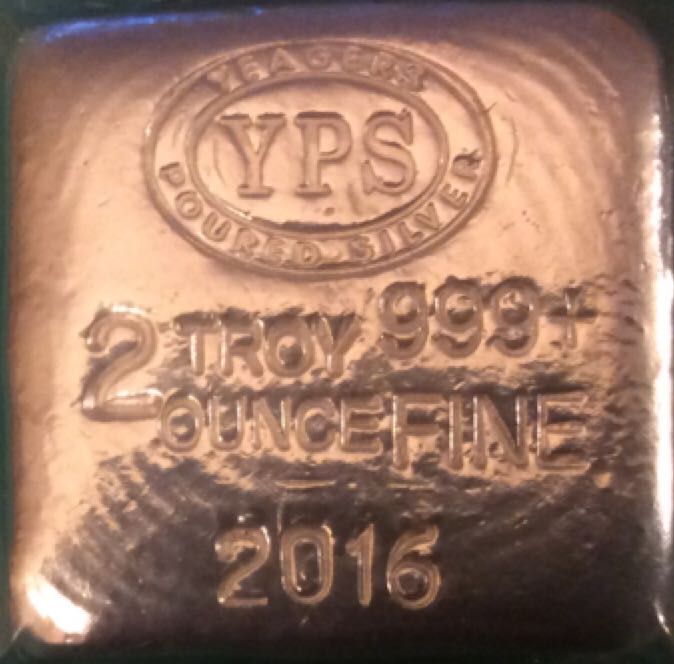 YEAGERS
YPS
POURED SILVER
2 TROY OUNCE
999+ FINE
2016